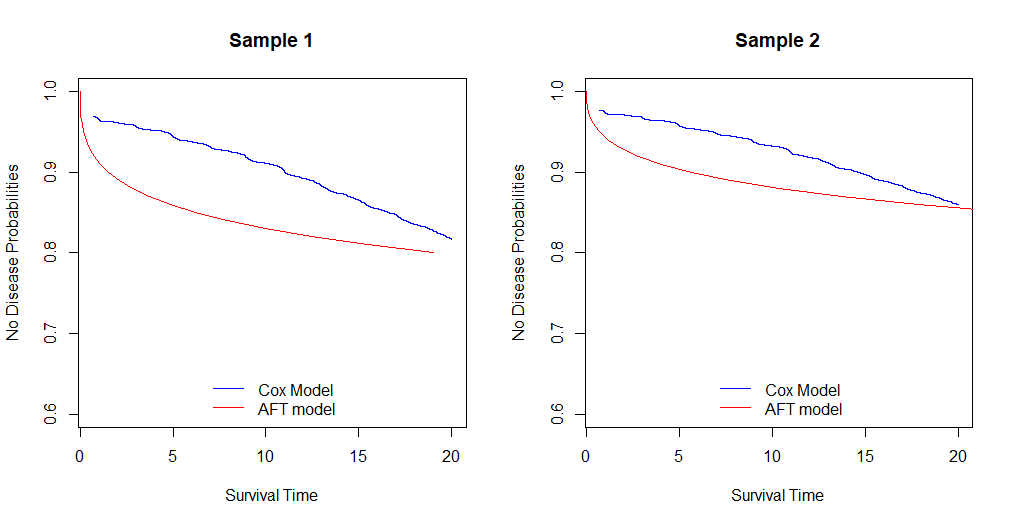 Sample 1
No Disease Probabilities
1.0
0.9
0.8
0.7
0.6
Cox Model
AFT model
0 5 10 15 20
Survival Time
Sample 2
No Disease Probabilities
1.0
0.9
0.8
0.7
0.6
Cox Model
AFT model
0 5 10 15 20
Survival Time